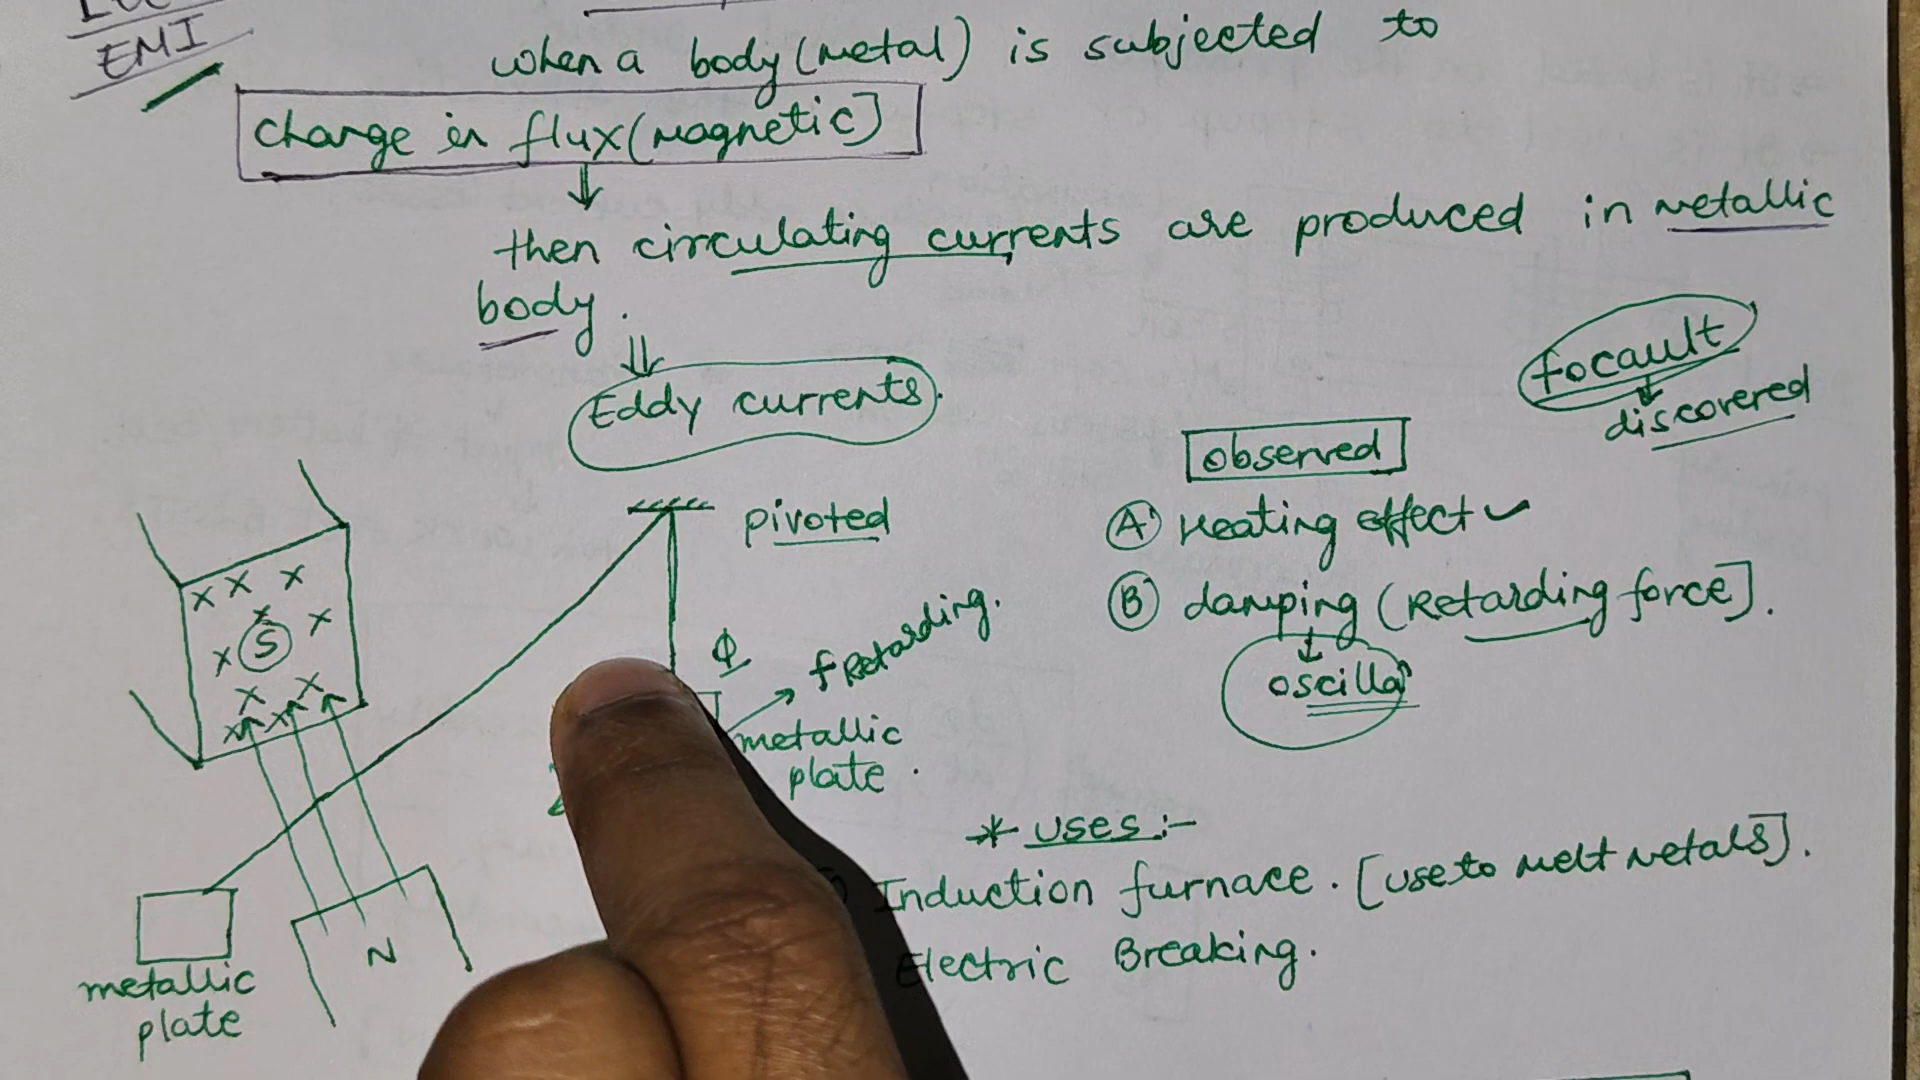 EMI
when a body (metal) is subjected to
change in flux (magnetic]
then circulating currents are produced in metallic
body.
Eddy currents.
focault
discovered
observed
(A) Heating effect
(B) damping (Retarding force].
oscilla
pivoted
Φ
f Retarding.
metallic
plate.
x x x
x
x
x S
x x
x x
N
metallic
plate
* uses :-
Induction furnace. [use to melt metals].
Electric Breaking.